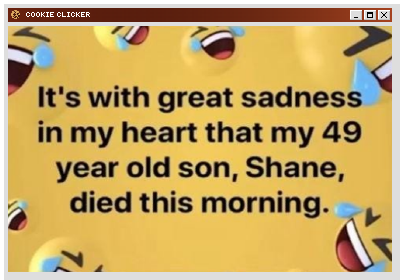 COOKIE CLICKER
It's with great sadness
in my heart that my 49
year old son, Shane,
died this morning.